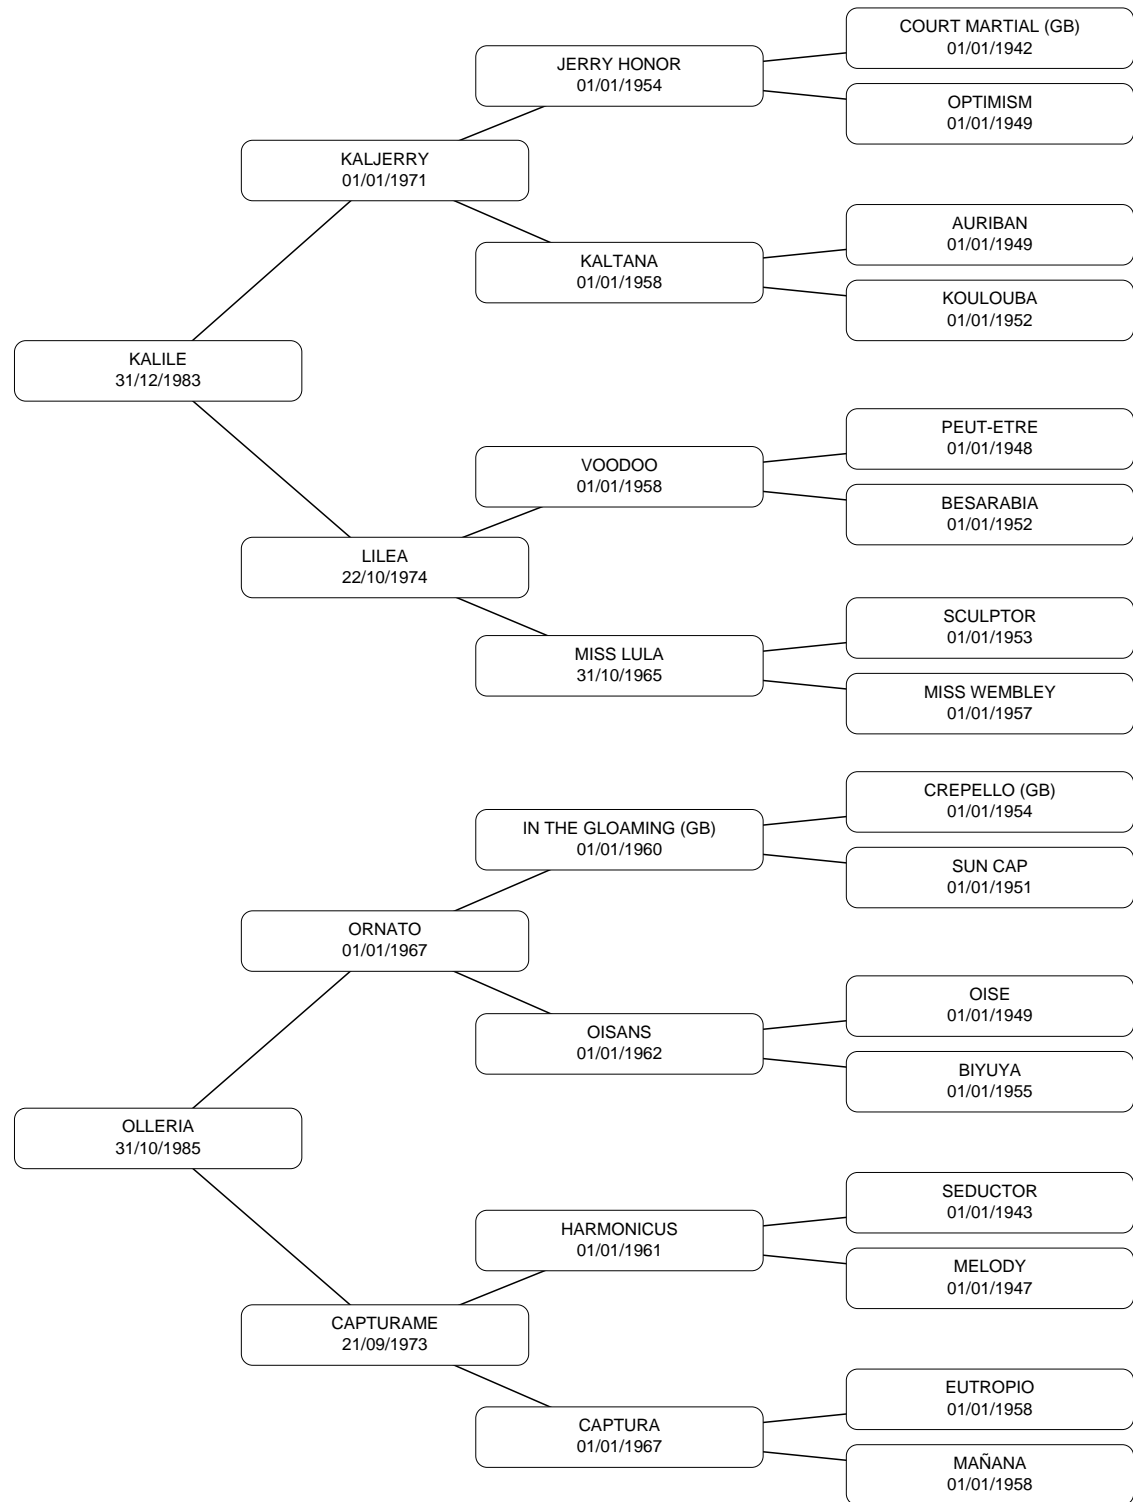 COURT MARTIAL (GB)
01/01/1942
JERRY HONOR
01/01/1954
OPTIMISM
01/01/1949
KALJERRY
01/01/1971
AURIBAN
01/01/1949
KALTANA
01/01/1958
KOULOUBA
01/01/1952
KALILE
31/12/1983
PEUT-ETRE
01/01/1948
VOODOO
01/01/1958
BESARABIA
01/01/1952
LILEA
22/10/1974
SCULPTOR
01/01/1953
MISS LULA
31/10/1965
MISS WEMBLEY
01/01/1957
CREPELLO (GB)
01/01/1954
IN THE GLOAMING (GB)
01/01/1960
SUN CAP
01/01/1951
ORNATO
01/01/1967
OISE
01/01/1949
OISANS
01/01/1962
BIYUYA
01/01/1955
OLLERIA
31/10/1985
SEDUCTOR
01/01/1943
HARMONICUS
01/01/1961
MELODY
01/01/1947
CAPTURAME
21/09/1973
EUTROPIO
01/01/1958
CAPTURA
01/01/1967
MAÑANA
01/01/1958